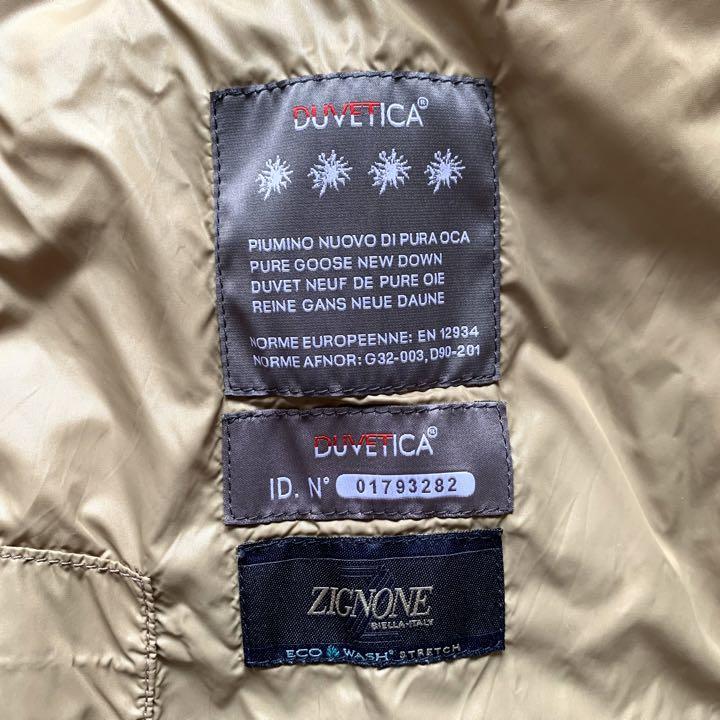 DUVETICA®
PIUMINO NUOVO DI PURA OCA
PURE GOOSE NEW DOWN
DUVET NEUF DE PURE OIE
REINE GANS NEUE DAUNE
NORME EUROPEENNE: EN 12934
NORME AFNOR: G32-003, D90-201
DUVETICA®
ID. N° 01793282
ZIGNONE
BIELLA-ITALY
ECO WASH® STRETCH